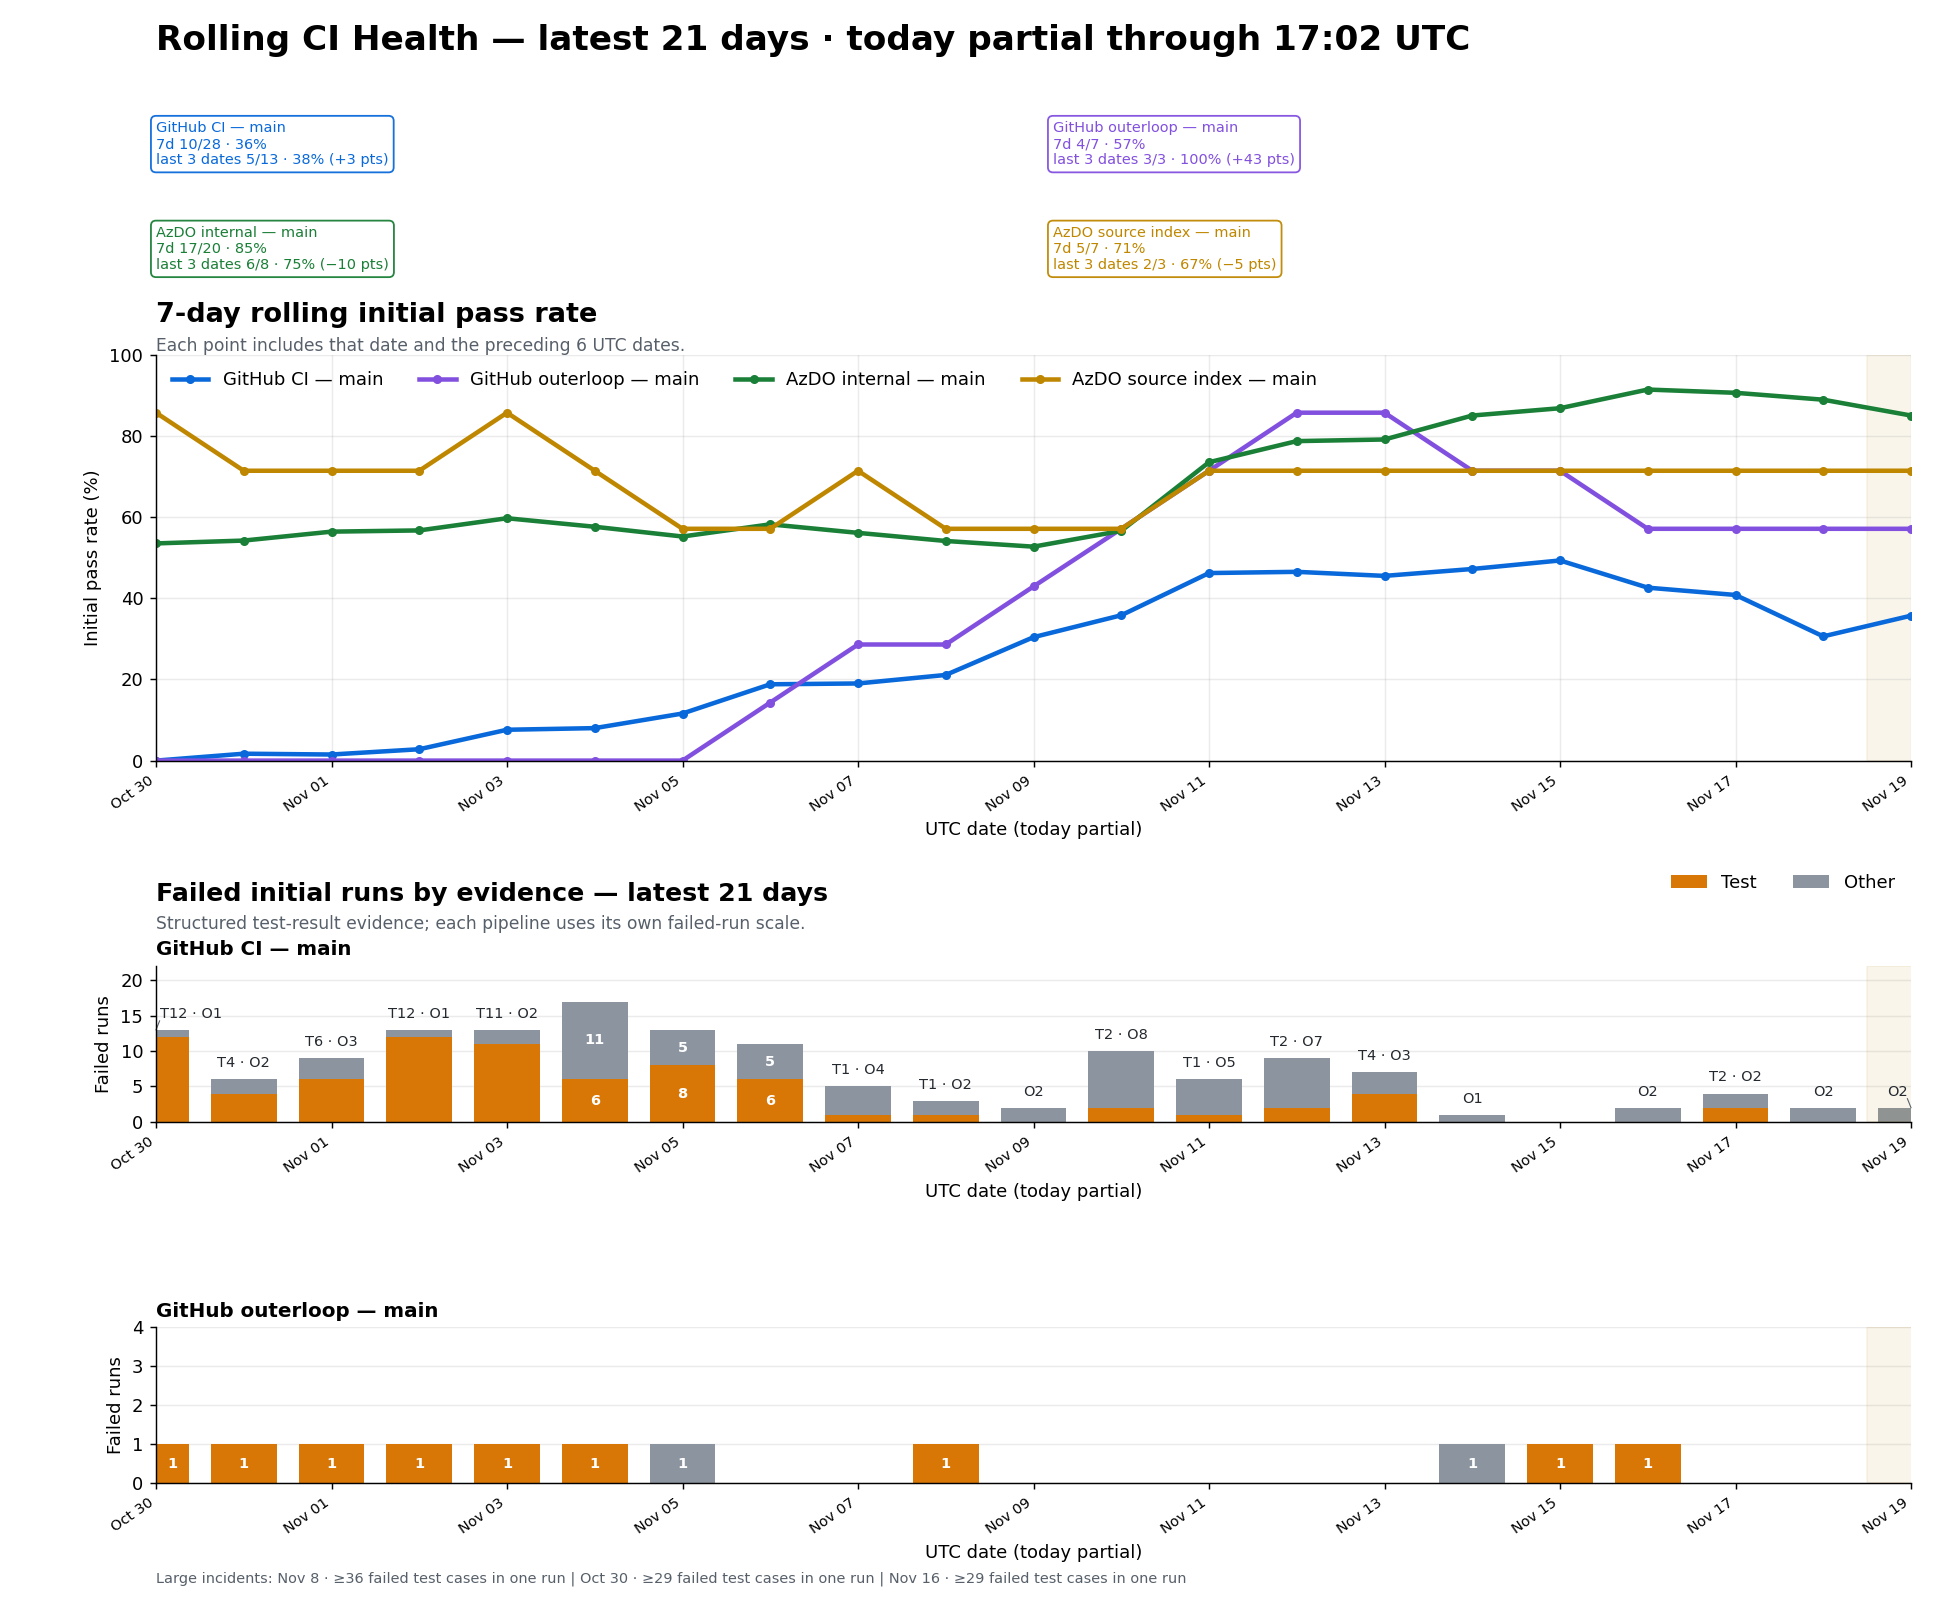 Rolling CI Health — latest 21 days · today partial through 17:02 UTC
GitHub CI — main
7d 10/28 · 36%
last 3 dates 5/13 · 38% (+3 pts)
GitHub outerloop — main
7d 4/7 · 57%
last 3 dates 3/3 · 100% (+43 pts)
AzDO internal — main
7d 17/20 · 85%
last 3 dates 6/8 · 75% (−10 pts)
AzDO source index — main
7d 5/7 · 71%
last 3 dates 2/3 · 67% (−5 pts)
7-day rolling initial pass rate
Each point includes that date and the preceding 6 UTC dates.
GitHub CI — main
GitHub outerloop — main
AzDO internal — main
AzDO source index — main
Initial pass rate (%)
100
80
60
40
20
0
Oct 30
Nov 01
Nov 03
Nov 05
Nov 07
Nov 09
Nov 11
Nov 13
Nov 15
Nov 17
Nov 19
UTC date (today partial)
Failed initial runs by evidence — latest 21 days
Test
Other
Structured test-result evidence; each pipeline uses its own failed-run scale.
GitHub CI — main
Failed runs
20
15
10
5
0
T12 · O1
T4 · O2
T6 · O3
T12 · O1
T11 · O2
11
6
5
8
5
6
T1 · O4
T1 · O2
O2
T2 · O8
T1 · O5
T2 · O7
T4 · O3
O1
O2
T2 · O2
O2
O2
Oct 30
Nov 01
Nov 03
Nov 05
Nov 07
Nov 09
Nov 11
Nov 13
Nov 15
Nov 17
Nov 19
UTC date (today partial)
GitHub outerloop — main
Failed runs
4
3
2
1
0
1
1
1
1
1
1
1
1
1
1
1
Oct 30
Nov 01
Nov 03
Nov 05
Nov 07
Nov 09
Nov 11
Nov 13
Nov 15
Nov 17
Nov 19
UTC date (today partial)
Large incidents: Nov 8 · ≥36 failed test cases in one run | Oct 30 · ≥29 failed test cases in one run | Nov 16 · ≥29 failed test cases in one run